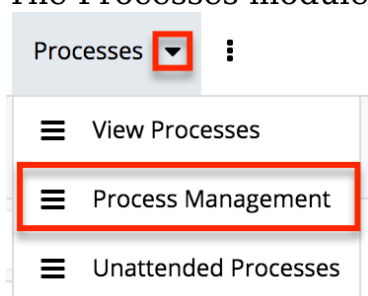 The Processes module
Processes
View Processes
Process Management
Unattended Processes